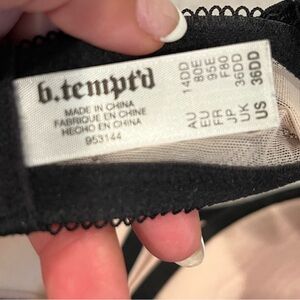 b.tempt'd
MADE IN CHINA
FABRIQUE EN CHINE
HECHO EN CHINA
953144
AU 14DD
EU 80E
FR 95E
JP F80
UK 36DD
US 36DD